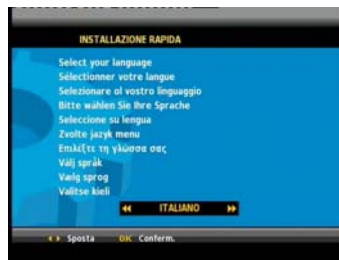 INSTALLAZIONE RAPIDA
Select your language
Sélectionner votre langue
Selezionare ol vostro linguaggio
Bitte wahlen Sie Ihre Sprache
Seleccione su lengua
Zvolte jazyk menu
Επιλέξτε τη γλώσσα σας
Välj språk
Vælg sprog
Valitse kieli
ITALIANO
Sposta OK Conferm.